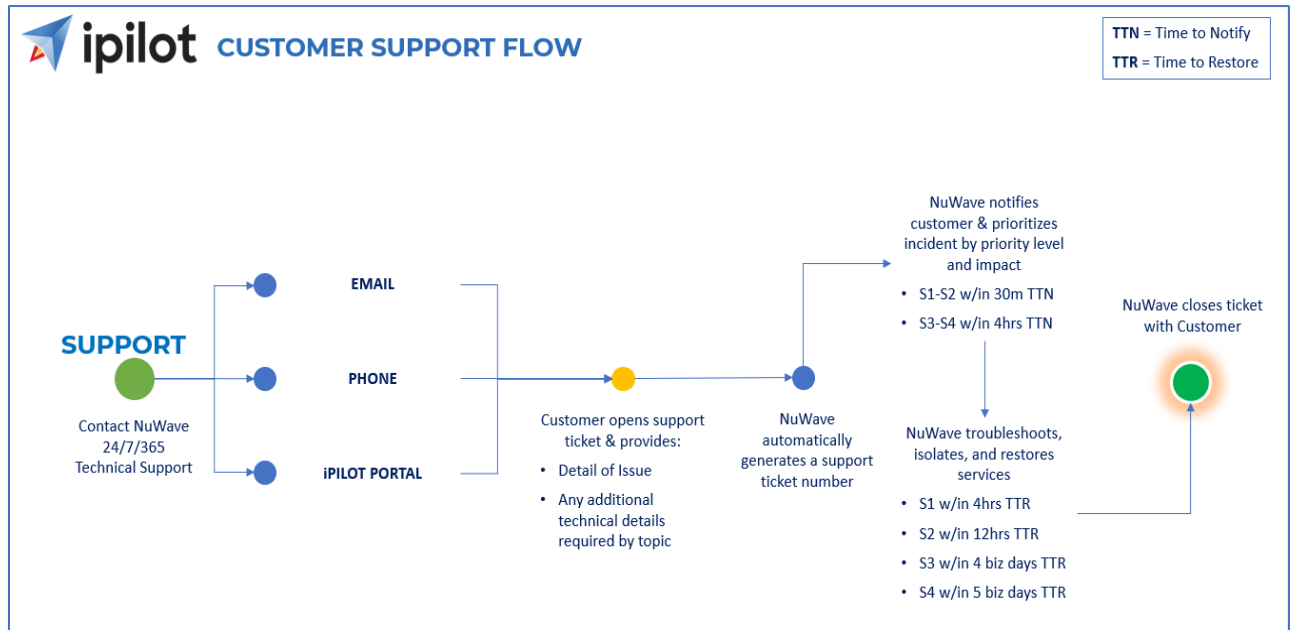 ipilot CUSTOMER SUPPORT FLOW
TTN = Time to Notify
TTR = Time to Restore
SUPPORT
Contact NuWave
24/7/365
Technical Support
EMAIL
PHONE
iPILOT PORTAL
Customer opens support
ticket & provides:
• Detail of Issue
• Any additional
technical details
required by topic
NuWave
automatically
generates a support
ticket number
NuWave notifies
customer & prioritizes
incident by priority level
and impact
• S1-S2 w/in 30m TTN
• S3-S4 w/in 4hrs TTN
NuWave troubleshoots,
isolates, and restores
services
• S1 w/in 4hrs TTR
• S2 w/in 12hrs TTR
• S3 w/in 4 biz days TTR
• S4 w/in 5 biz days TTR
NuWave closes ticket
with Customer